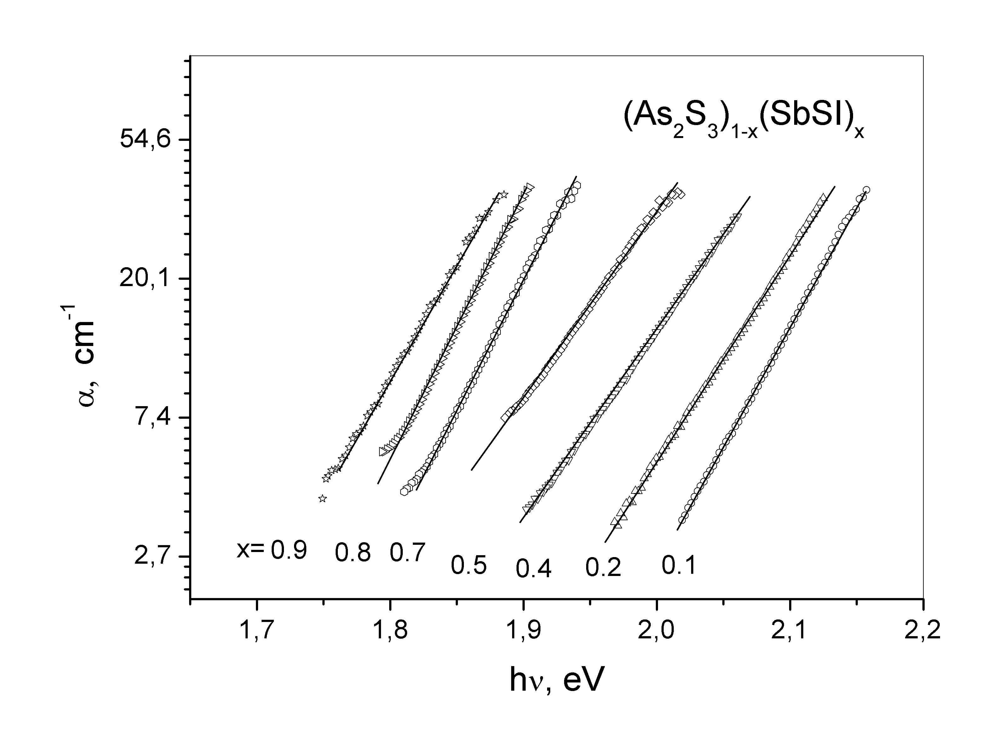 (As₂S₃)₁₋ₓ(SbSI)ₓ
54,6
20,1
7,4
2,7
α, cm⁻¹
x= 0.9 0.8 0.7 0.5 0.4 0.2 0.1
1,7 1,8 1,9 2,0 2,1 2,2
hν, eV